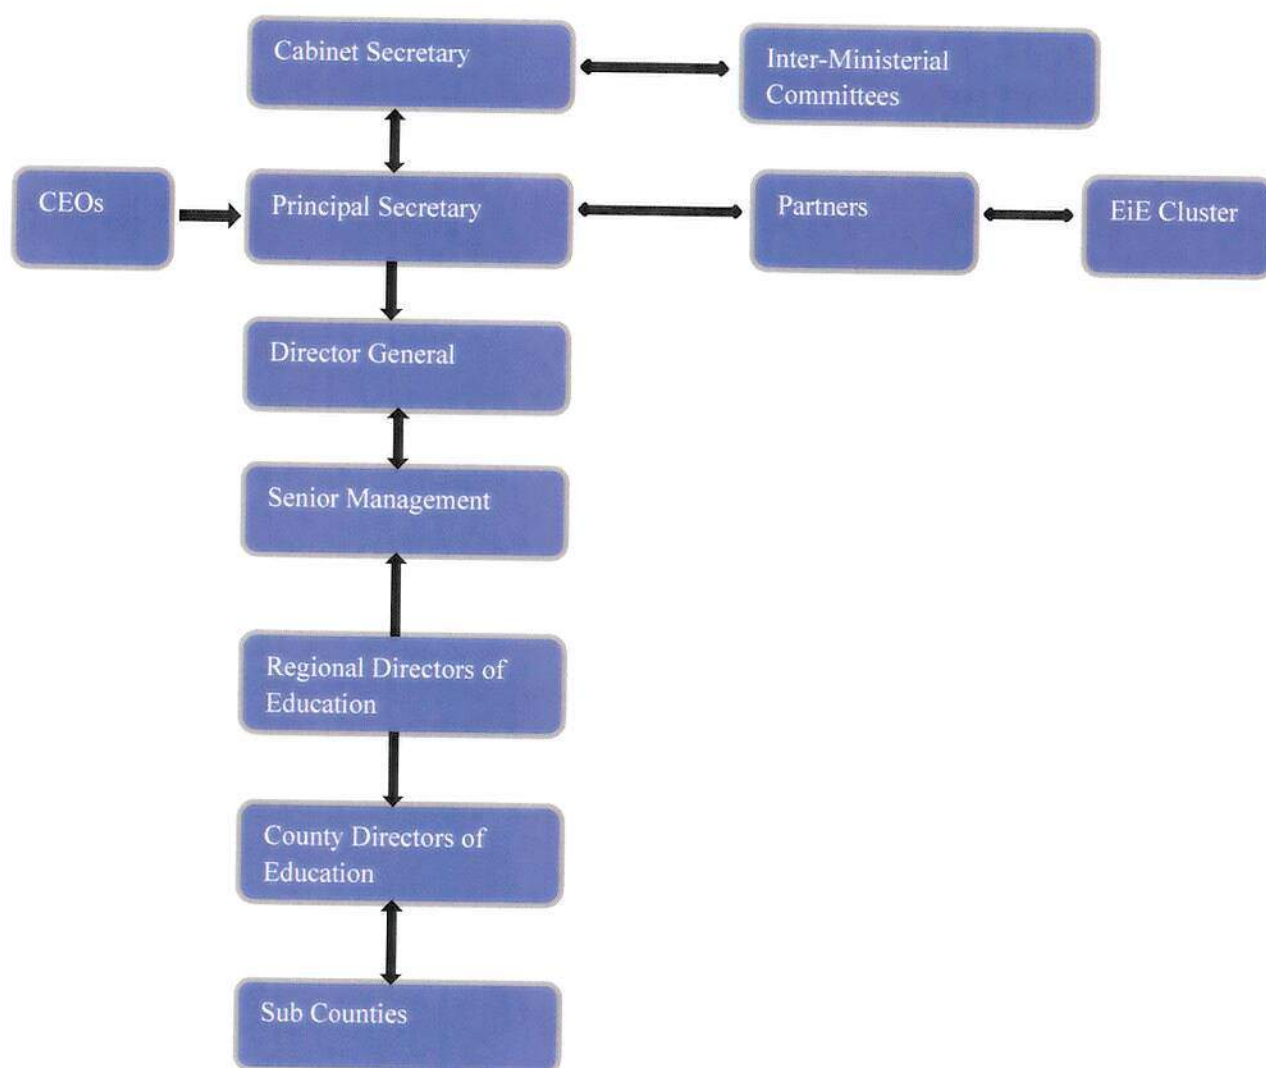 Cabinet Secretary
Inter-Ministerial
Committees
CEOs
Principal Secretary
Partners
EiE Cluster
Director General
Senior Management
Regional Directors of
Education
County Directors of
Education
Sub Counties